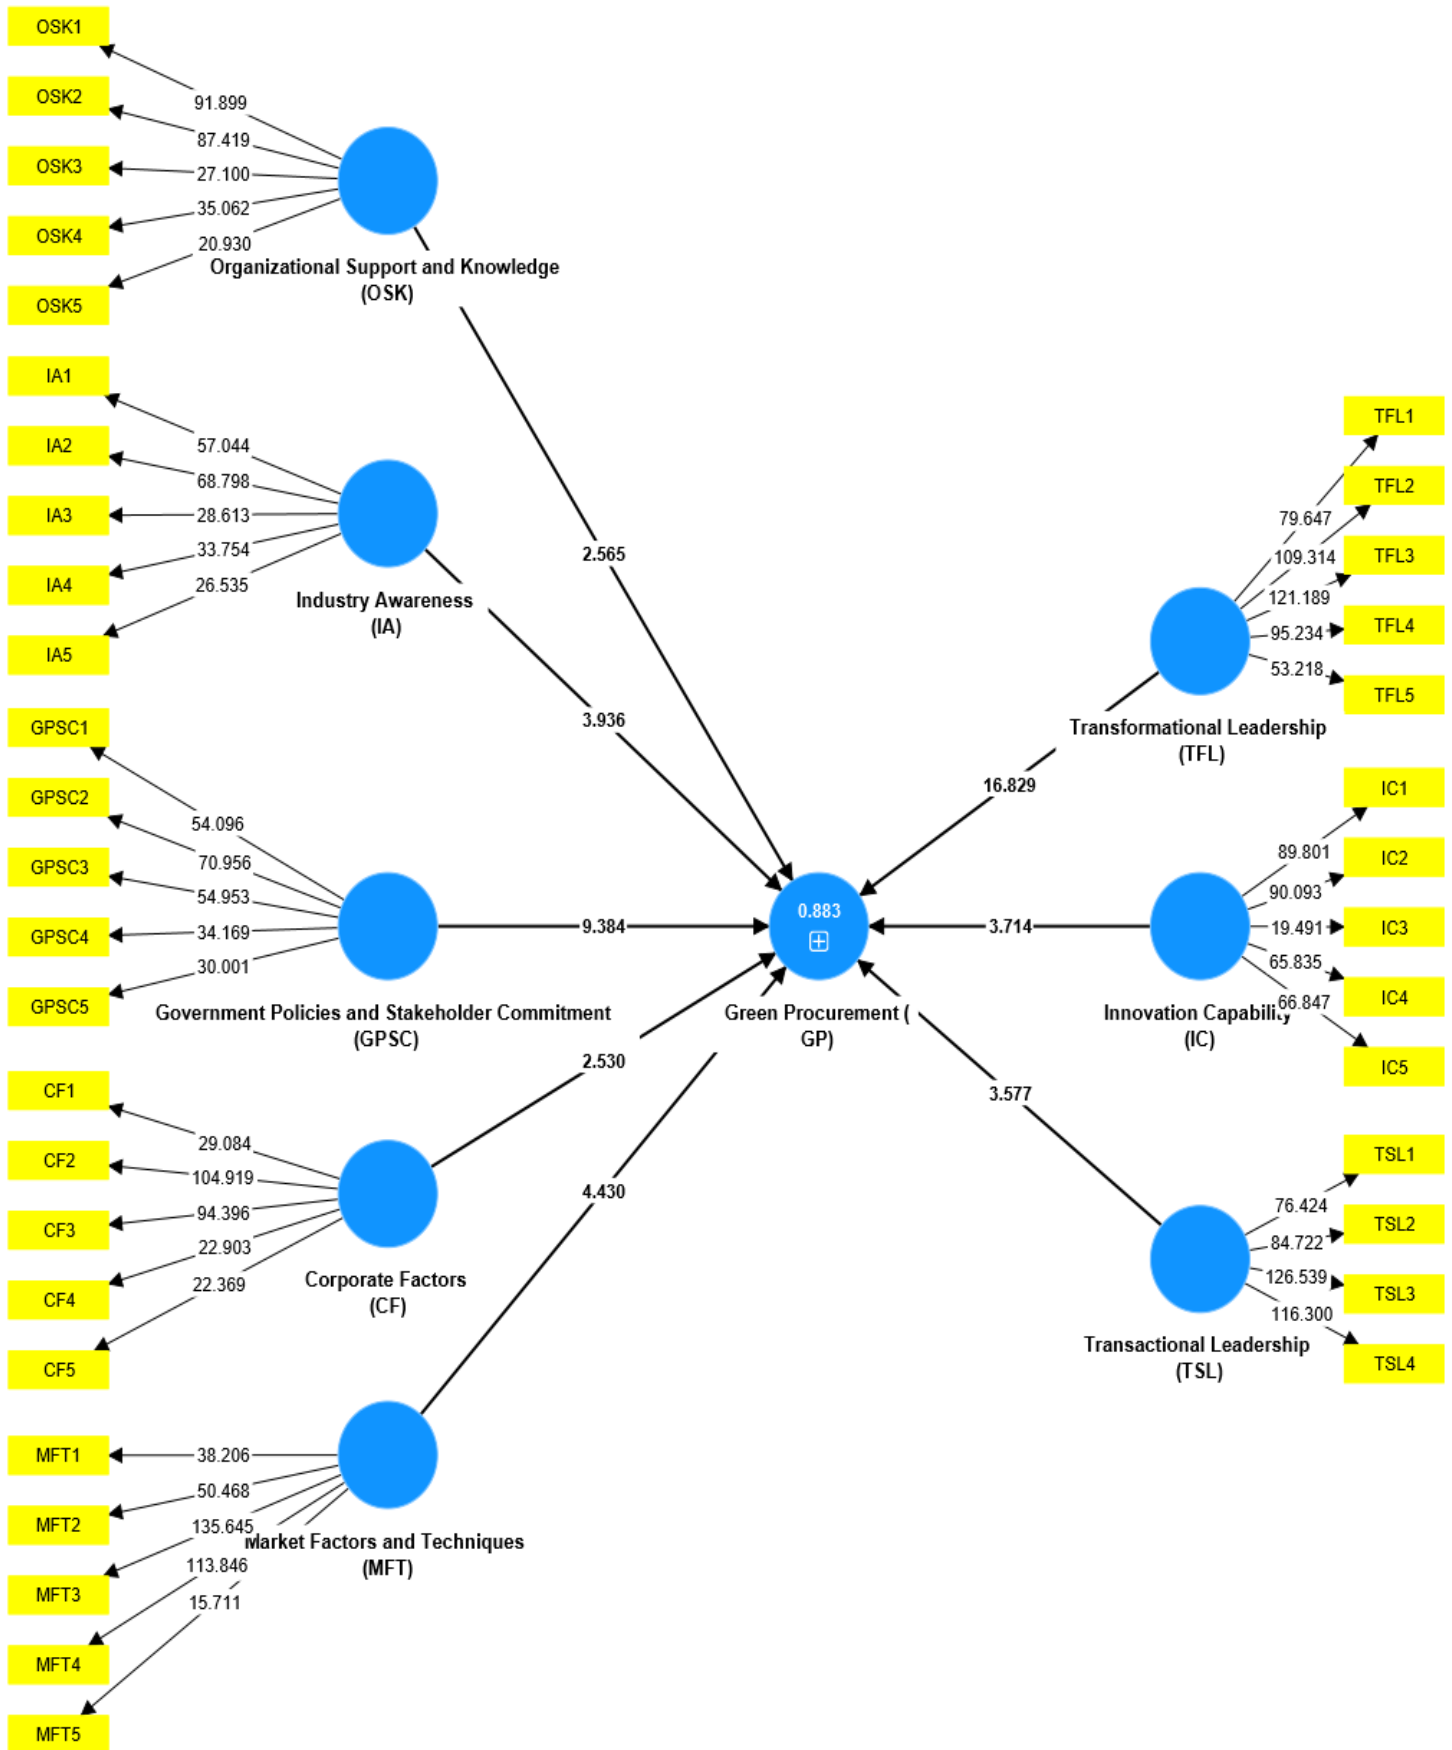 OSK1
OSK2
OSK3
OSK4
OSK5
91.899
87.419
27.100
35.062
20.930
Organizational Support and Knowledge
(OSK)
IA1
IA2
IA3
IA4
IA5
57.044
68.798
28.613
33.754
26.535
Industry Awareness
(IA)
GPSC1
GPSC2
GPSC3
GPSC4
GPSC5
54.096
70.956
54.953
34.169
30.001
Government Policies and Stakeholder Commitment
(GPSC)
CF1
CF2
CF3
CF4
CF5
29.084
104.919
94.396
22.903
22.369
Corporate Factors
(CF)
MFT1
MFT2
MFT3
MFT4
MFT5
38.206
50.468
135.645
113.846
15.711
Market Factors and Techniques
(MFT)
2.565
3.936
9.384
2.530
4.430
0.883
Green Procurement (
GP)
16.829
3.714
3.577
TFL1
TFL2
TFL3
TFL4
TFL5
79.647
109.314
121.189
95.234
53.218
Transformational Leadership
(TFL)
IC1
IC2
IC3
IC4
IC5
89.801
90.093
19.491
65.835
66.847
Innovation Capability
(IC)
TSL1
TSL2
TSL3
TSL4
76.424
84.722
126.539
116.300
Transactional Leadership
(TSL)